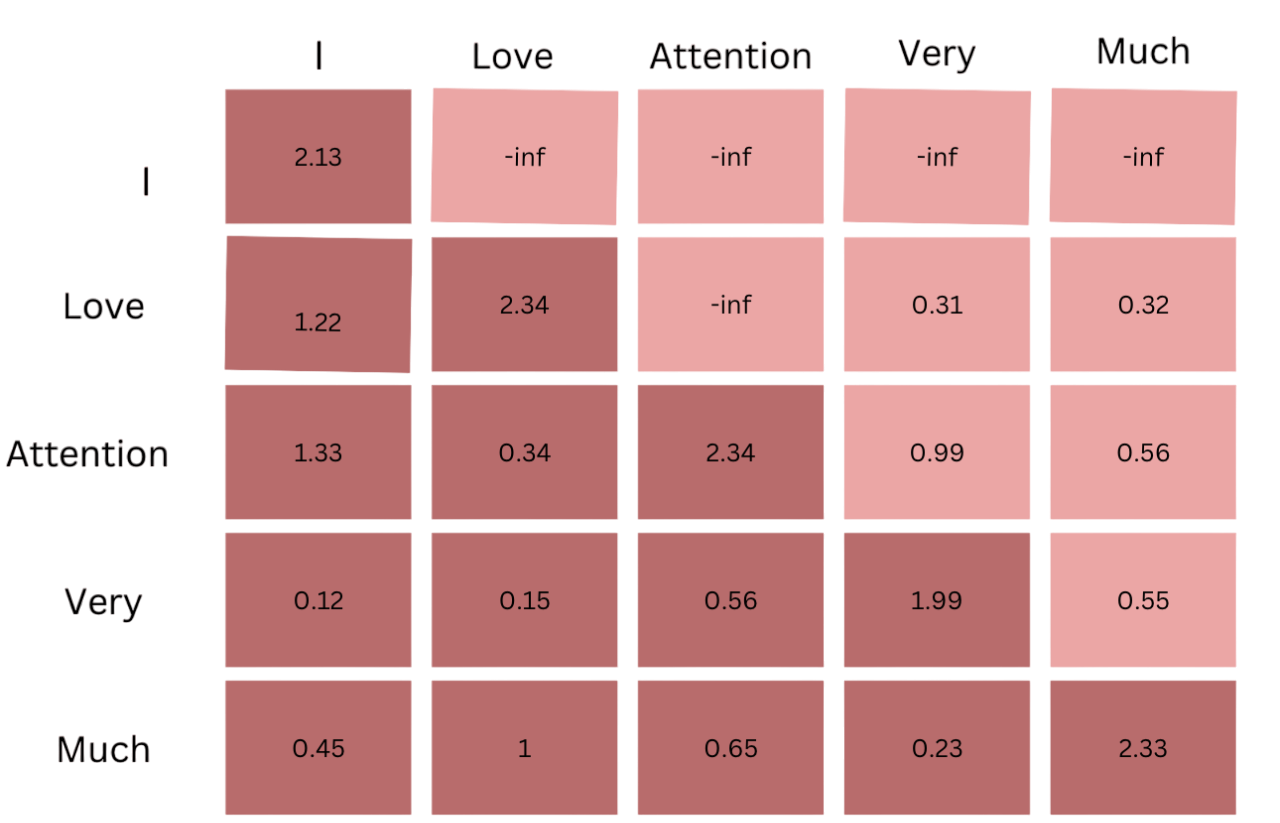 I Love Attention Very Much
I 2.13 -inf -inf -inf -inf
Love 1.22 2.34 -inf 0.31 0.32
Attention 1.33 0.34 2.34 0.99 0.56
Very 0.12 0.15 0.56 1.99 0.55
Much 0.45 1 0.65 0.23 2.33